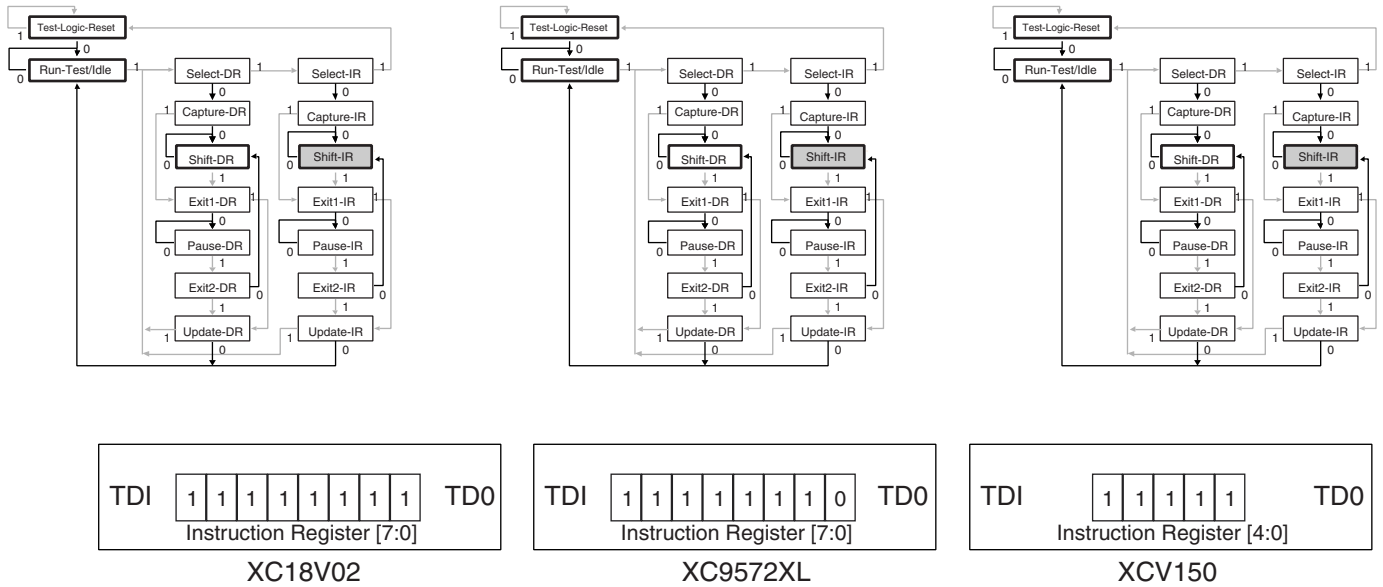 Test-Logic-Reset
1 0
Run-Test/Idle 1 Select-DR 1 Select-IR 1
0 0 0
1 Capture-DR 1 Capture-IR
0 0
Shift-DR Shift-IR
0 0
1 1
Exit1-DR 1 Exit1-IR 1
0 0
Pause-DR Pause-IR
0 0
1 1
Exit2-DR 0 Exit2-IR 0
1 1
Update-DR Update-IR
1 0 1 0
Test-Logic-Reset
1 0
Run-Test/Idle 1 Select-DR 1 Select-IR 1
0 0 0
1 Capture-DR 1 Capture-IR
0 0
Shift-DR Shift-IR
0 0
1 1
Exit1-DR 1 Exit1-IR 1
0 0
Pause-DR Pause-IR
0 0
1 1
Exit2-DR 0 Exit2-IR 0
1 1
Update-DR Update-IR
1 0 1 0
Test-Logic-Reset
1 0
Run-Test/Idle 1 Select-DR 1 Select-IR 1
0 0 0
1 Capture-DR 1 Capture-IR
0 0
Shift-DR Shift-IR
0 0
1 1
Exit1-DR 1 Exit1-IR 1
0 0
Pause-DR Pause-IR
0 0
1 1
Exit2-DR 0 Exit2-IR 0
1 1
Update-DR Update-IR
1 0 1 0
TDI 1 1 1 1 1 1 1 1 TD0
Instruction Register [7:0]
XC18V02
TDI 1 1 1 1 1 1 1 0 TD0
Instruction Register [7:0]
XC9572XL
TDI 1 1 1 1 1 TD0
Instruction Register [4:0]
XCV150